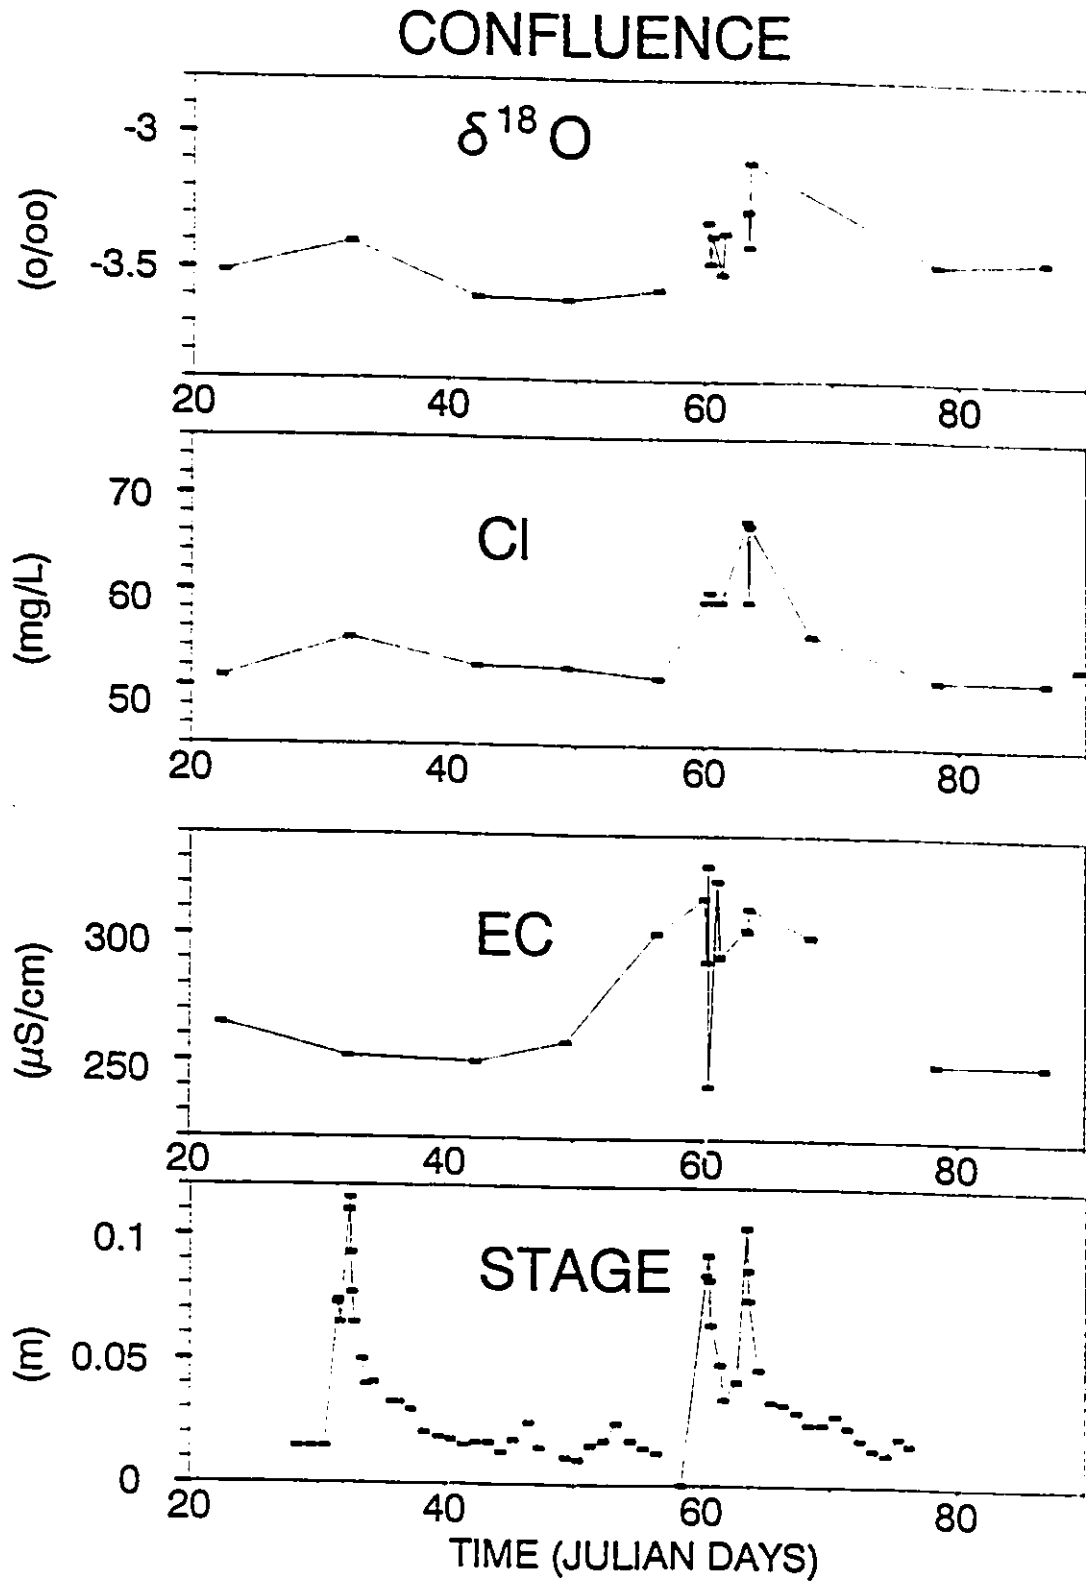 CONFLUENCE
δ18 O
(o/oo)
-3
-3.5
20 40 60 80
Cl
(mg/L)
70
60
50
20 40 60 80
EC
(μS/cm)
300
250
20 40 60 80
STAGE
(m)
0.1
0.05
0
20 40 60 80
TIME (JULIAN DAYS)